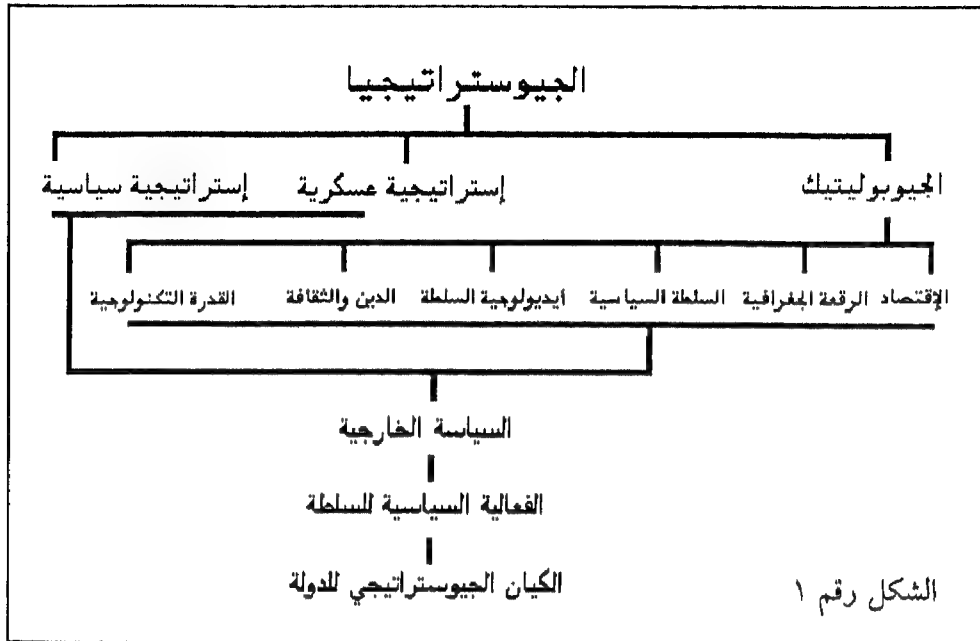 الجيوستراتيجيا
الجيوبوليتيك إستراتيجية عسكرية إستراتيجية سياسية
الإقتصاد الرقعة الجغرافية السلطة السياسية أيديولوجية السلطة الدين والثقافة القدرة التكنولوجية
السياسة الخارجية
الفعالية السياسية للسلطة
الكيان الجيوستراتيجي للدولة
الشكل رقم ١